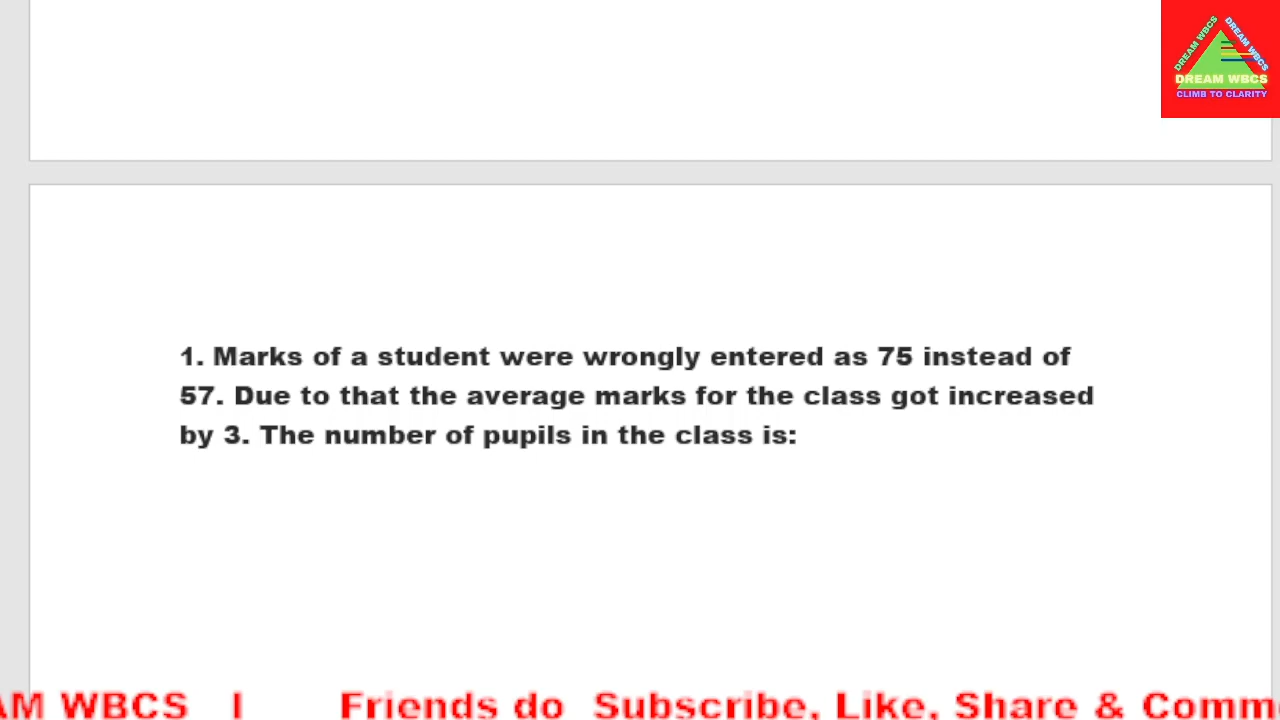 DREAM WBCS
DREAM WBCS
DREAM WBCS
CLIMB TO CLARITY
1. Marks of a student were wrongly entered as 75 instead of
57. Due to that the average marks for the class got increased
by 3. The number of pupils in the class is:
AM WBCS I Friends do Subscribe, Like, Share & Comm